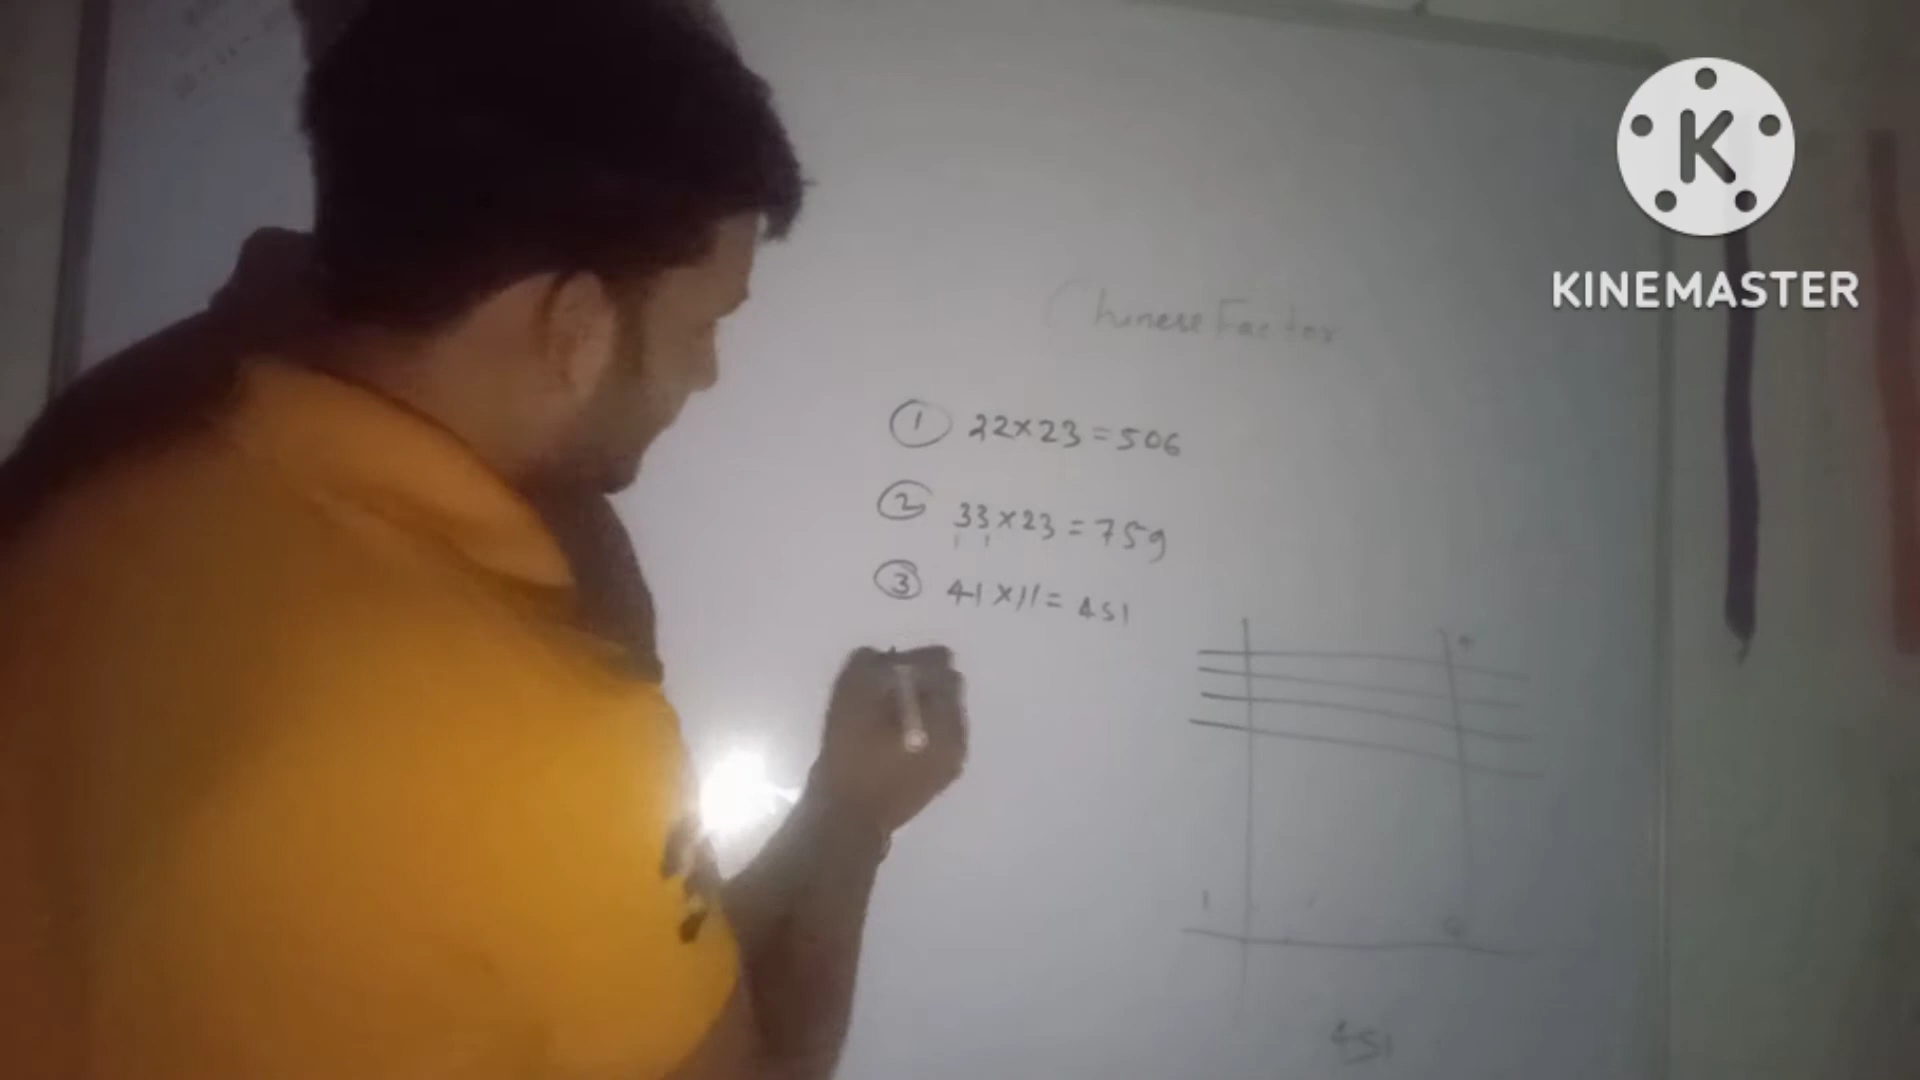 K
KINEMASTER
Chinese Factor
① 22×23=506
② 33×23=759
③ 41×11=451
451